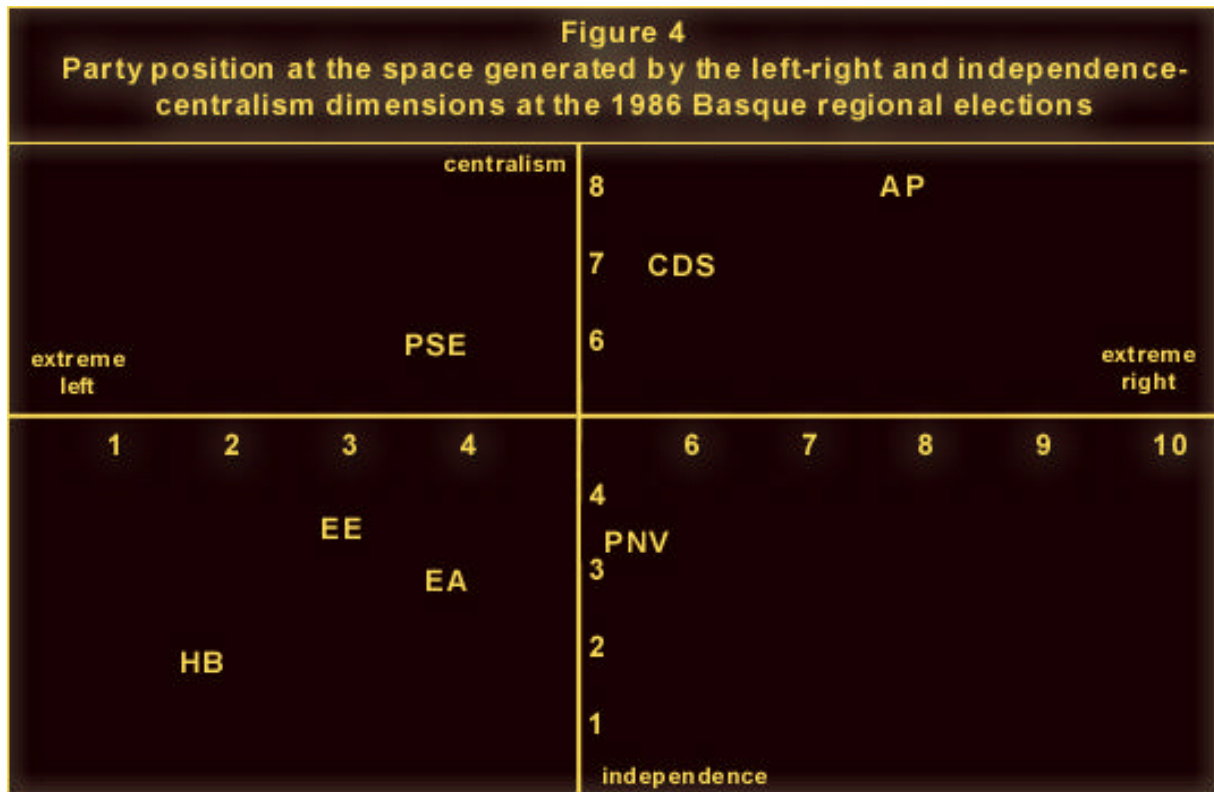 Figure 4
Party position at the space generated by the left-right and independence-
centralism dimensions at the 1986 Basque regional elections
centralism
8
AP
7
CDS
PSE
6
extreme
left
extreme
right
1
2
3
4
6
7
8
9
10
4
EE
PNV
3
EA
2
HB
1
independence